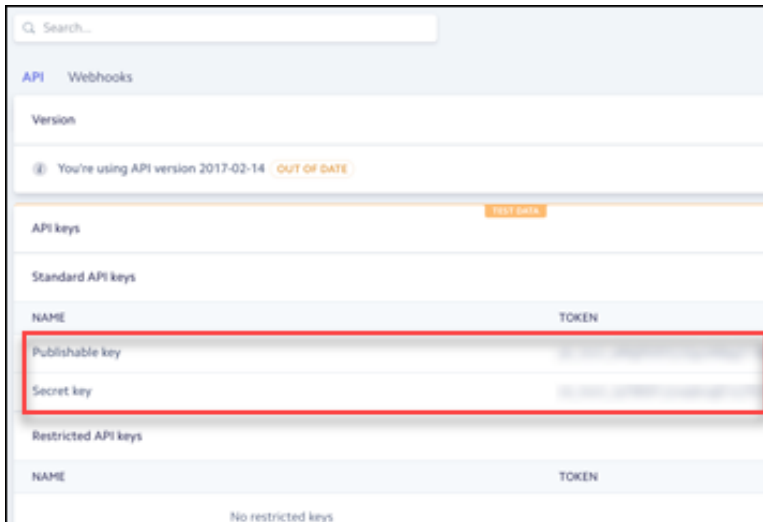 Search...
API Webhooks
Version
You're using API version 2017-02-14 OUT OF DATE
TEST DATA
API keys
Standard API keys
NAME TOKEN
Publishable key
Secret key
Restricted API keys
NAME TOKEN
No restricted keys